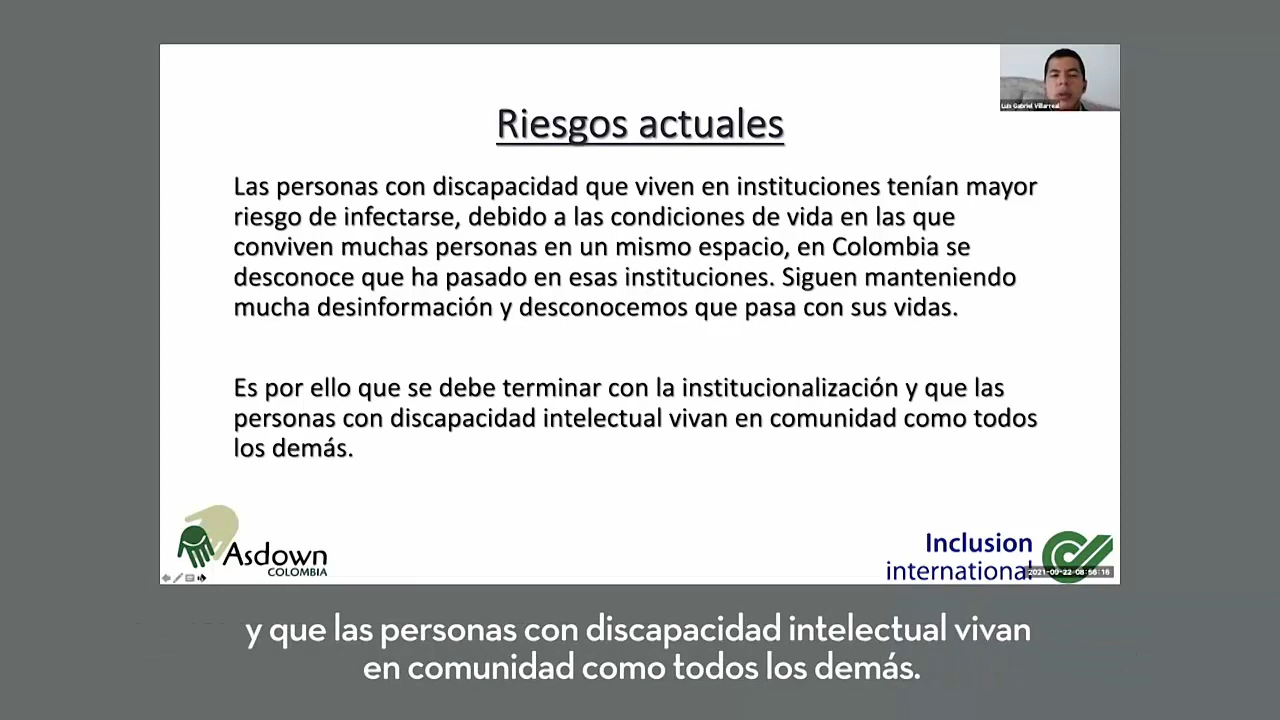 Luis Gabriel Villarreal
Riesgos actuales
Las personas con discapacidad que viven en instituciones tenían mayor
riesgo de infectarse, debido a las condiciones de vida en las que
conviven muchas personas en un mismo espacio, en Colombia se
desconoce que ha pasado en esas instituciones. Siguen manteniendo
mucha desinformación y desconocemos que pasa con sus vidas.
Es por ello que se debe terminar con la institucionalización y que las
personas con discapacidad intelectual vivan en comunidad como todos
los demás.
Asdown
COLOMBIA
Inclusion
international
2021-09-22 08:56:16
y que las personas con discapacidad intelectual vivan
en comunidad como todos los demás.